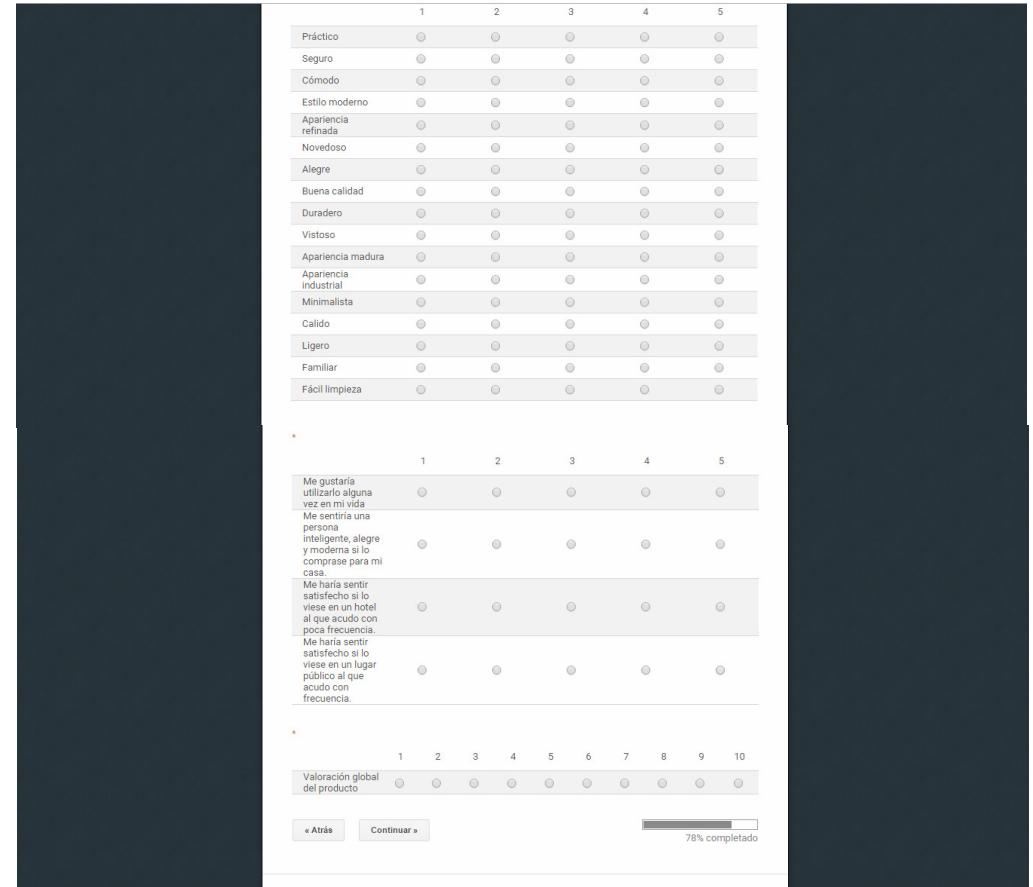 1 2 3 4 5
Práctico
Seguro
Cómodo
Estilo moderno
Apariencia
refinada
Novedoso
Alegre
Buena calidad
Duradero
Vistoso
Apariencia madura
Apariencia
industrial
Minimalista
Calido
Ligero
Familiar
Fácil limpieza
*
1 2 3 4 5
Me gustaría
utilizarlo alguna
vez en mi vida
Me sentiría una
persona
inteligente, alegre
y moderna si lo
comprase para mi
casa.
Me haría sentir
satisfecho si lo
viese en un hotel
al que acudo con
poca frecuencia.
Me haría sentir
satisfecho si lo
viese en un lugar
público al que
acudo con
frecuencia.
*
1 2 3 4 5 6 7 8 9 10
Valoración global
del producto
« Atrás Continuar »
78% completado